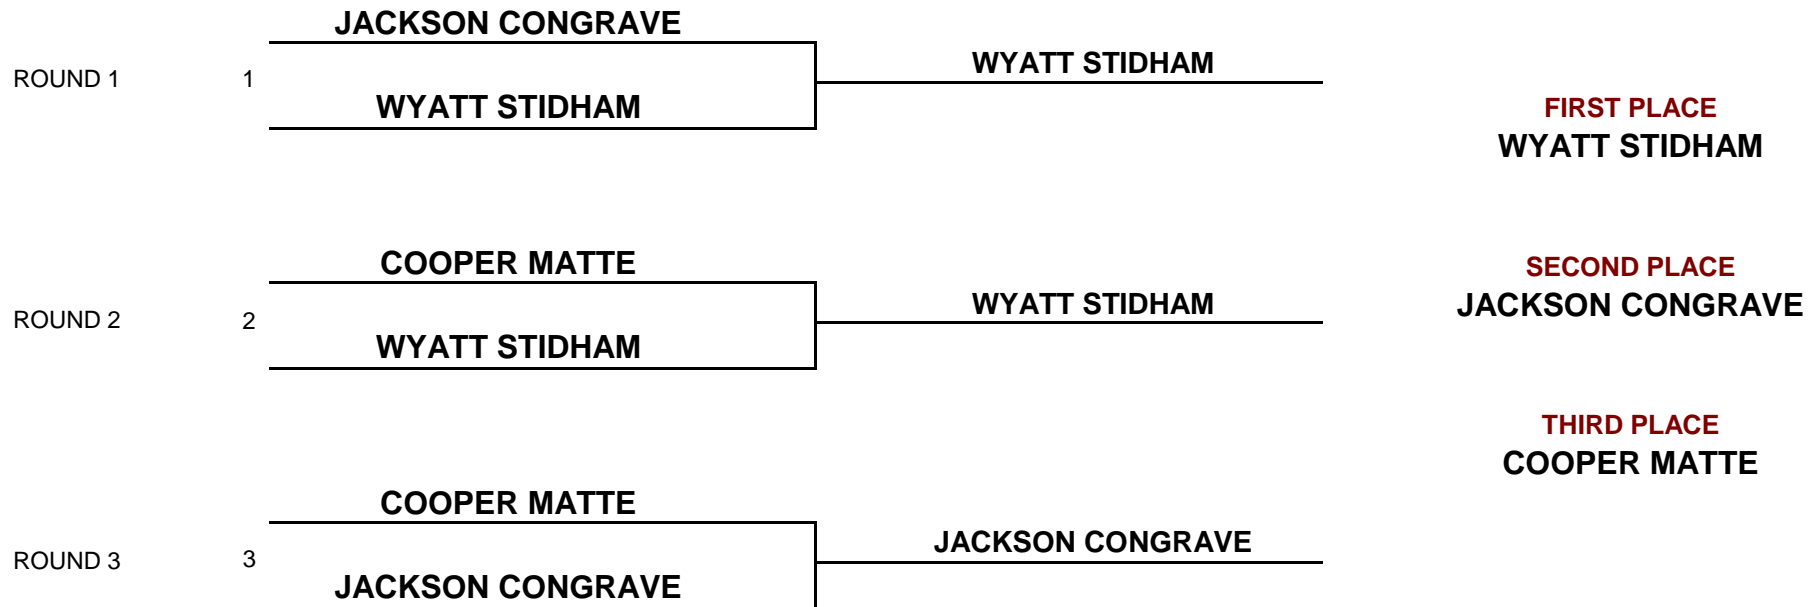 JACKSON CONGRAVE
ROUND 1
1
WYATT STIDHAM
WYATT STIDHAM
FIRST PLACE
WYATT STIDHAM
COOPER MATTE
ROUND 2
2
WYATT STIDHAM
WYATT STIDHAM
SECOND PLACE
JACKSON CONGRAVE
THIRD PLACE
COOPER MATTE
COOPER MATTE
ROUND 3
3
JACKSON CONGRAVE
JACKSON CONGRAVE